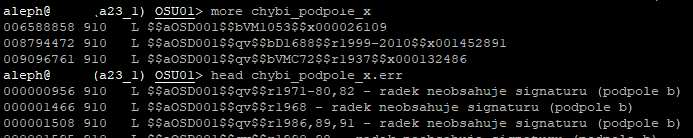 aleph@ a23_1) OSU01> more chybi_podpole_x
006588858 910 L $$aOSD001$$bVM1053$$x000026109
008794472 910 L $$aOSD001$$qv$$bD1688$$r1999-2010$$x001452891
009096761 910 L $$aOSD001$$qv$$bVMC72$$r1937$$x000132486
aleph@ (a23_1) OSU01> head chybi_podpole_x.err
000000956 910 L $$aOSD001$$qv$$r1971-80,82 - radek neobsahuje signaturu (podpole b)
000001466 910 L $$aOSD001$$qv$$r1968 - radek neobsahuje signaturu (podpole b)
000001508 910 L $$aOSD001$$qv$$r1986,89,91 - radek neobsahuje signaturu (podpole b)